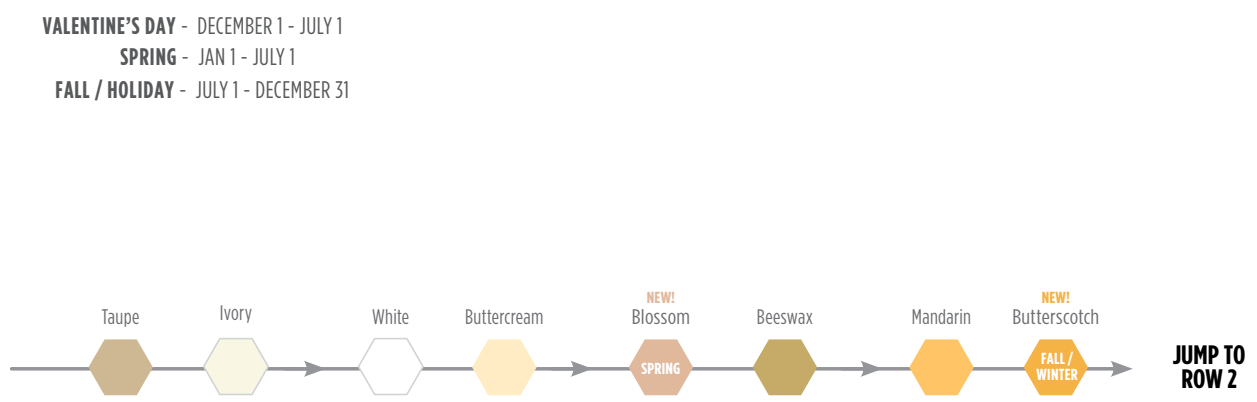 VALENTINE'S DAY - DECEMBER 1 - JULY 1
SPRING - JAN 1 - JULY 1
FALL / HOLIDAY - JULY 1 - DECEMBER 31
Taupe
Ivory
White
Buttercream
NEW!
Blossom
SPRING
Beeswax
Mandarin
NEW!
Butterscotch
FALL /
WINTER
JUMP TO
ROW 2